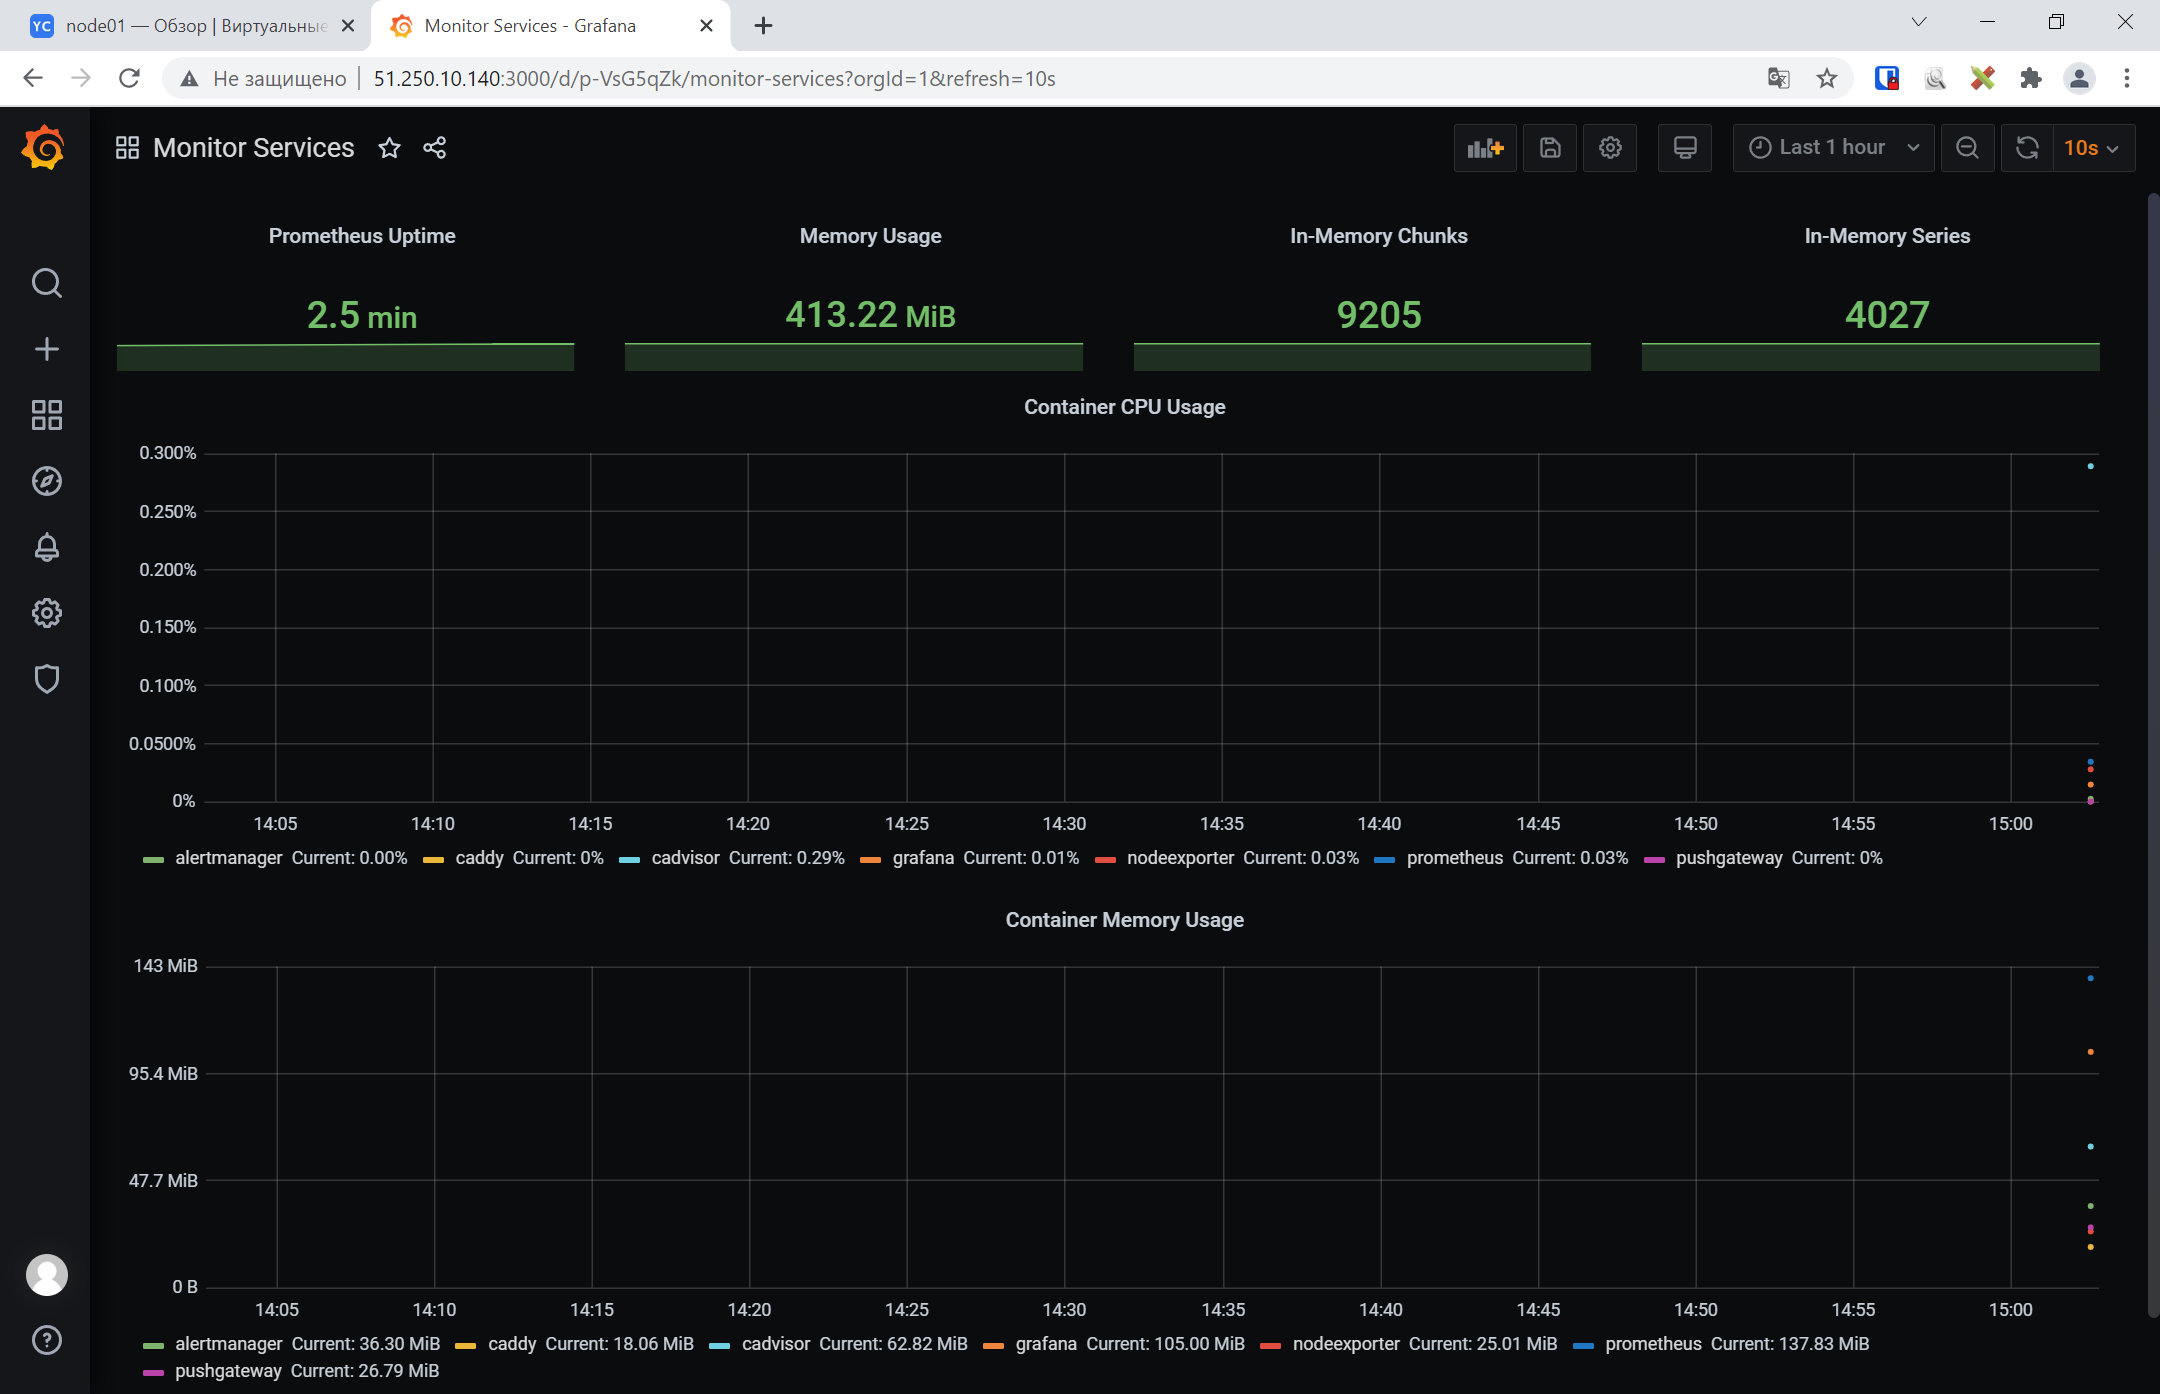 YC node01 — Обзор | Виртуальные
Monitor Services - Grafana
Не защищено 51.250.10.140:3000/d/p-VsG5qZk/monitor-services?orgId=1&refresh=10s
Monitor Services
Last 1 hour
10s
Prometheus Uptime
Memory Usage
In-Memory Chunks
In-Memory Series
2.5 min
413.22 MiB
9205
4027
Container CPU Usage
0.300%
0.250%
0.200%
0.150%
0.100%
0.0500%
0%
14:05 14:10 14:15 14:20 14:25 14:30 14:35 14:40 14:45 14:50 14:55 15:00
alertmanager Current: 0.00% caddy Current: 0% cadvisor Current: 0.29% grafana Current: 0.01% nodeexporter Current: 0.03% prometheus Current: 0.03% pushgateway Current: 0%
Container Memory Usage
143 MiB
95.4 MiB
47.7 MiB
0 B
14:05 14:10 14:15 14:20 14:25 14:30 14:35 14:40 14:45 14:50 14:55 15:00
alertmanager Current: 36.30 MiB caddy Current: 18.06 MiB cadvisor Current: 62.82 MiB grafana Current: 105.00 MiB nodeexporter Current: 25.01 MiB prometheus Current: 137.83 MiB
pushgateway Current: 26.79 MiB